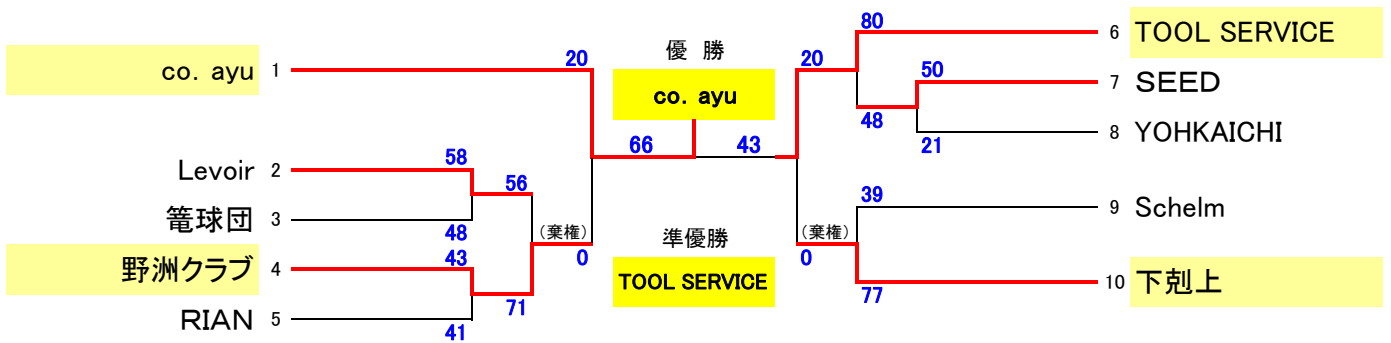 co. ayu 1
Levoir 2
篭球団 3
野洲クラブ 4
RIAN 5
58
48
43
41
56
71
20
(棄権)
0
66
優 勝
co. ayu
43
準優勝
TOOL SERVICE
20
(棄権)
0
80
48
50
21
39
77
6 TOOL SERVICE
7 SEED
8 YOHKAICHI
9 Schelm
10 下剋上